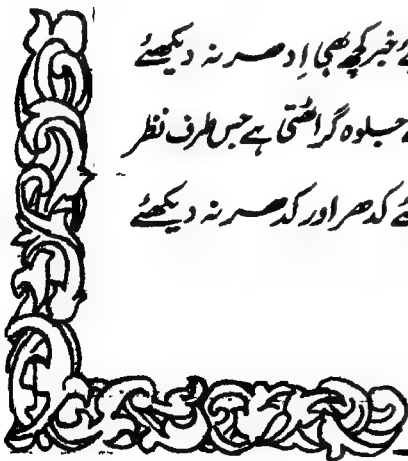 خبر کچھ بھی اِدھر نہ دیکھئے
جلوہ گر اٹھتی ہے جس طرف نظر
کدھر اور کدھر نہ دیکھئے